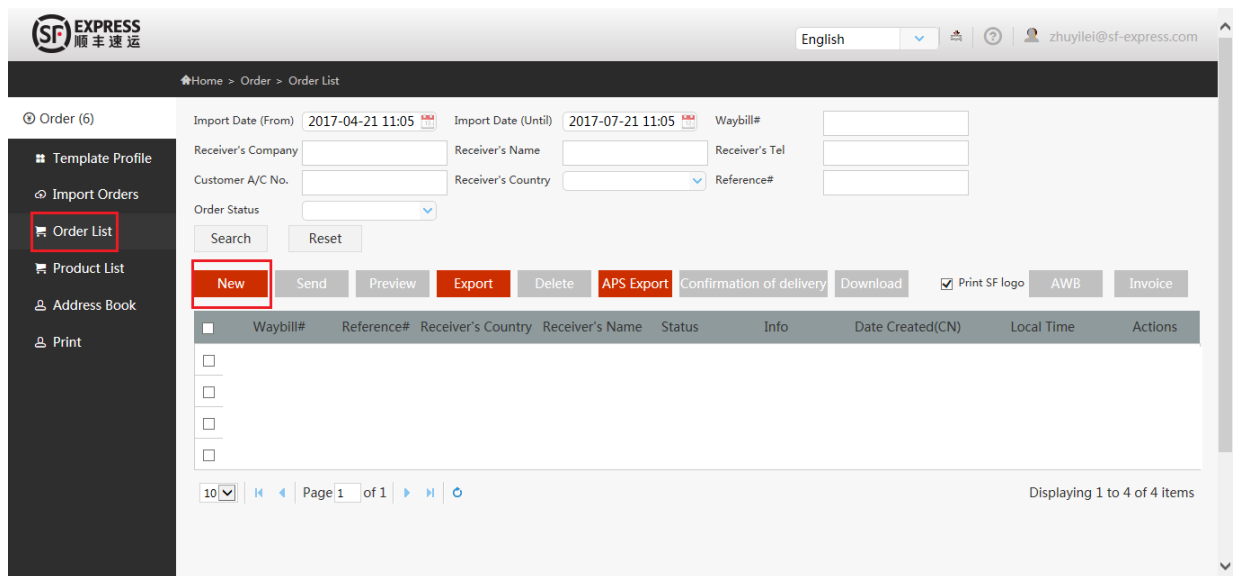 SF EXPRESS
顺丰速运
English
zhuyilei@sf-express.com
Home > Order > Order List
Order (6)
Template Profile
Import Orders
Order List
Product List
Address Book
Print
Import Date (From) 2017-04-21 11:05 Import Date (Until) 2017-07-21 11:05 Waybill#
Receiver's Company Receiver's Name Receiver's Tel
Customer A/C No. Receiver's Country Reference#
Order Status
Search Reset
New Send Preview Export Delete APS Export Confirmation of delivery Download Print SF logo AWB Invoice
Waybill# Reference# Receiver's Country Receiver's Name Status Info Date Created(CN) Local Time Actions
10 Page 1 of 1 Displaying 1 to 4 of 4 items